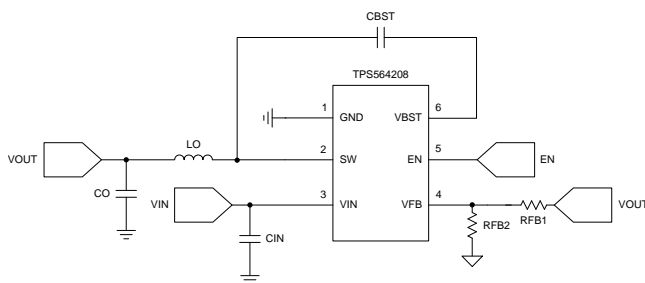 CBST
TPS564208
1 GND VBST 6
LO
VOUT 2 SW EN 5 EN
CO
VIN 3 VIN VFB 4 VOUT
RFB2 RFB1
CIN